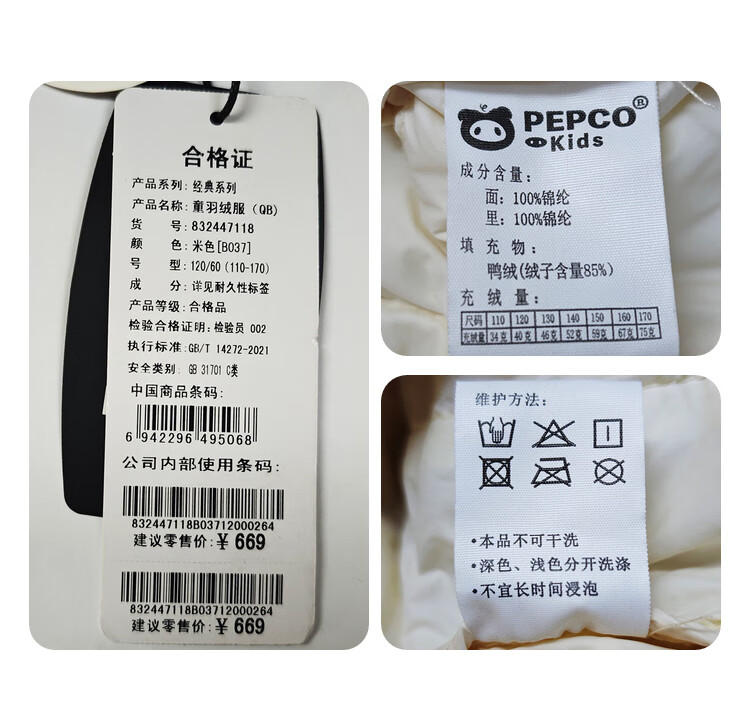 合格证
产品系列: 经典系列
产品名称: 童羽绒服 (QB)
货 号: 832447118
颜 色: 米色[B037]
号 型: 120/60 (110-170)
成 分: 详见耐久性标签
产品等级: 合格品
检验合格证明: 检验员 002
执行标准: GB/T 14272-2021
安全类别: GB 31701 C类
中国商品条码:
6 942296 495068
公司内部使用条码:
832447118B03712000264
建议零售价: ¥ 669
832447118B03712000264
建议零售价: ¥ 669
PEPCO®
Kids
成分含量:
面: 100%锦纶
里: 100%锦纶
填 充 物:
鸭绒(绒子含量85%)
充 绒 量:
尺码 110 120 130 140 150 160 170
充绒量 34克 40克 46克 52克 59克 67克 75克
维护方法:
·本品不可干洗
·深色、浅色分开洗涤
·不宜长时间浸泡